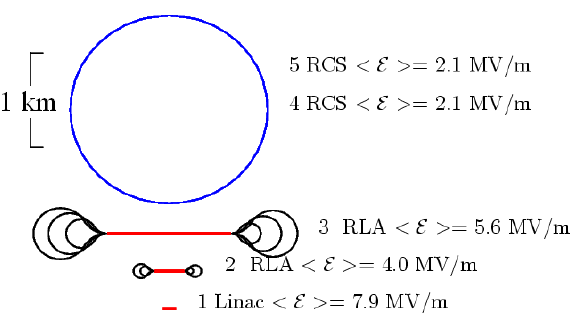 5 RCS < ℰ >= 2.1 MV/m
1 km
4 RCS < ℰ >= 2.1 MV/m
3 RLA < ℰ >= 5.6 MV/m
2 RLA < ℰ >= 4.0 MV/m
1 Linac < ℰ >= 7.9 MV/m